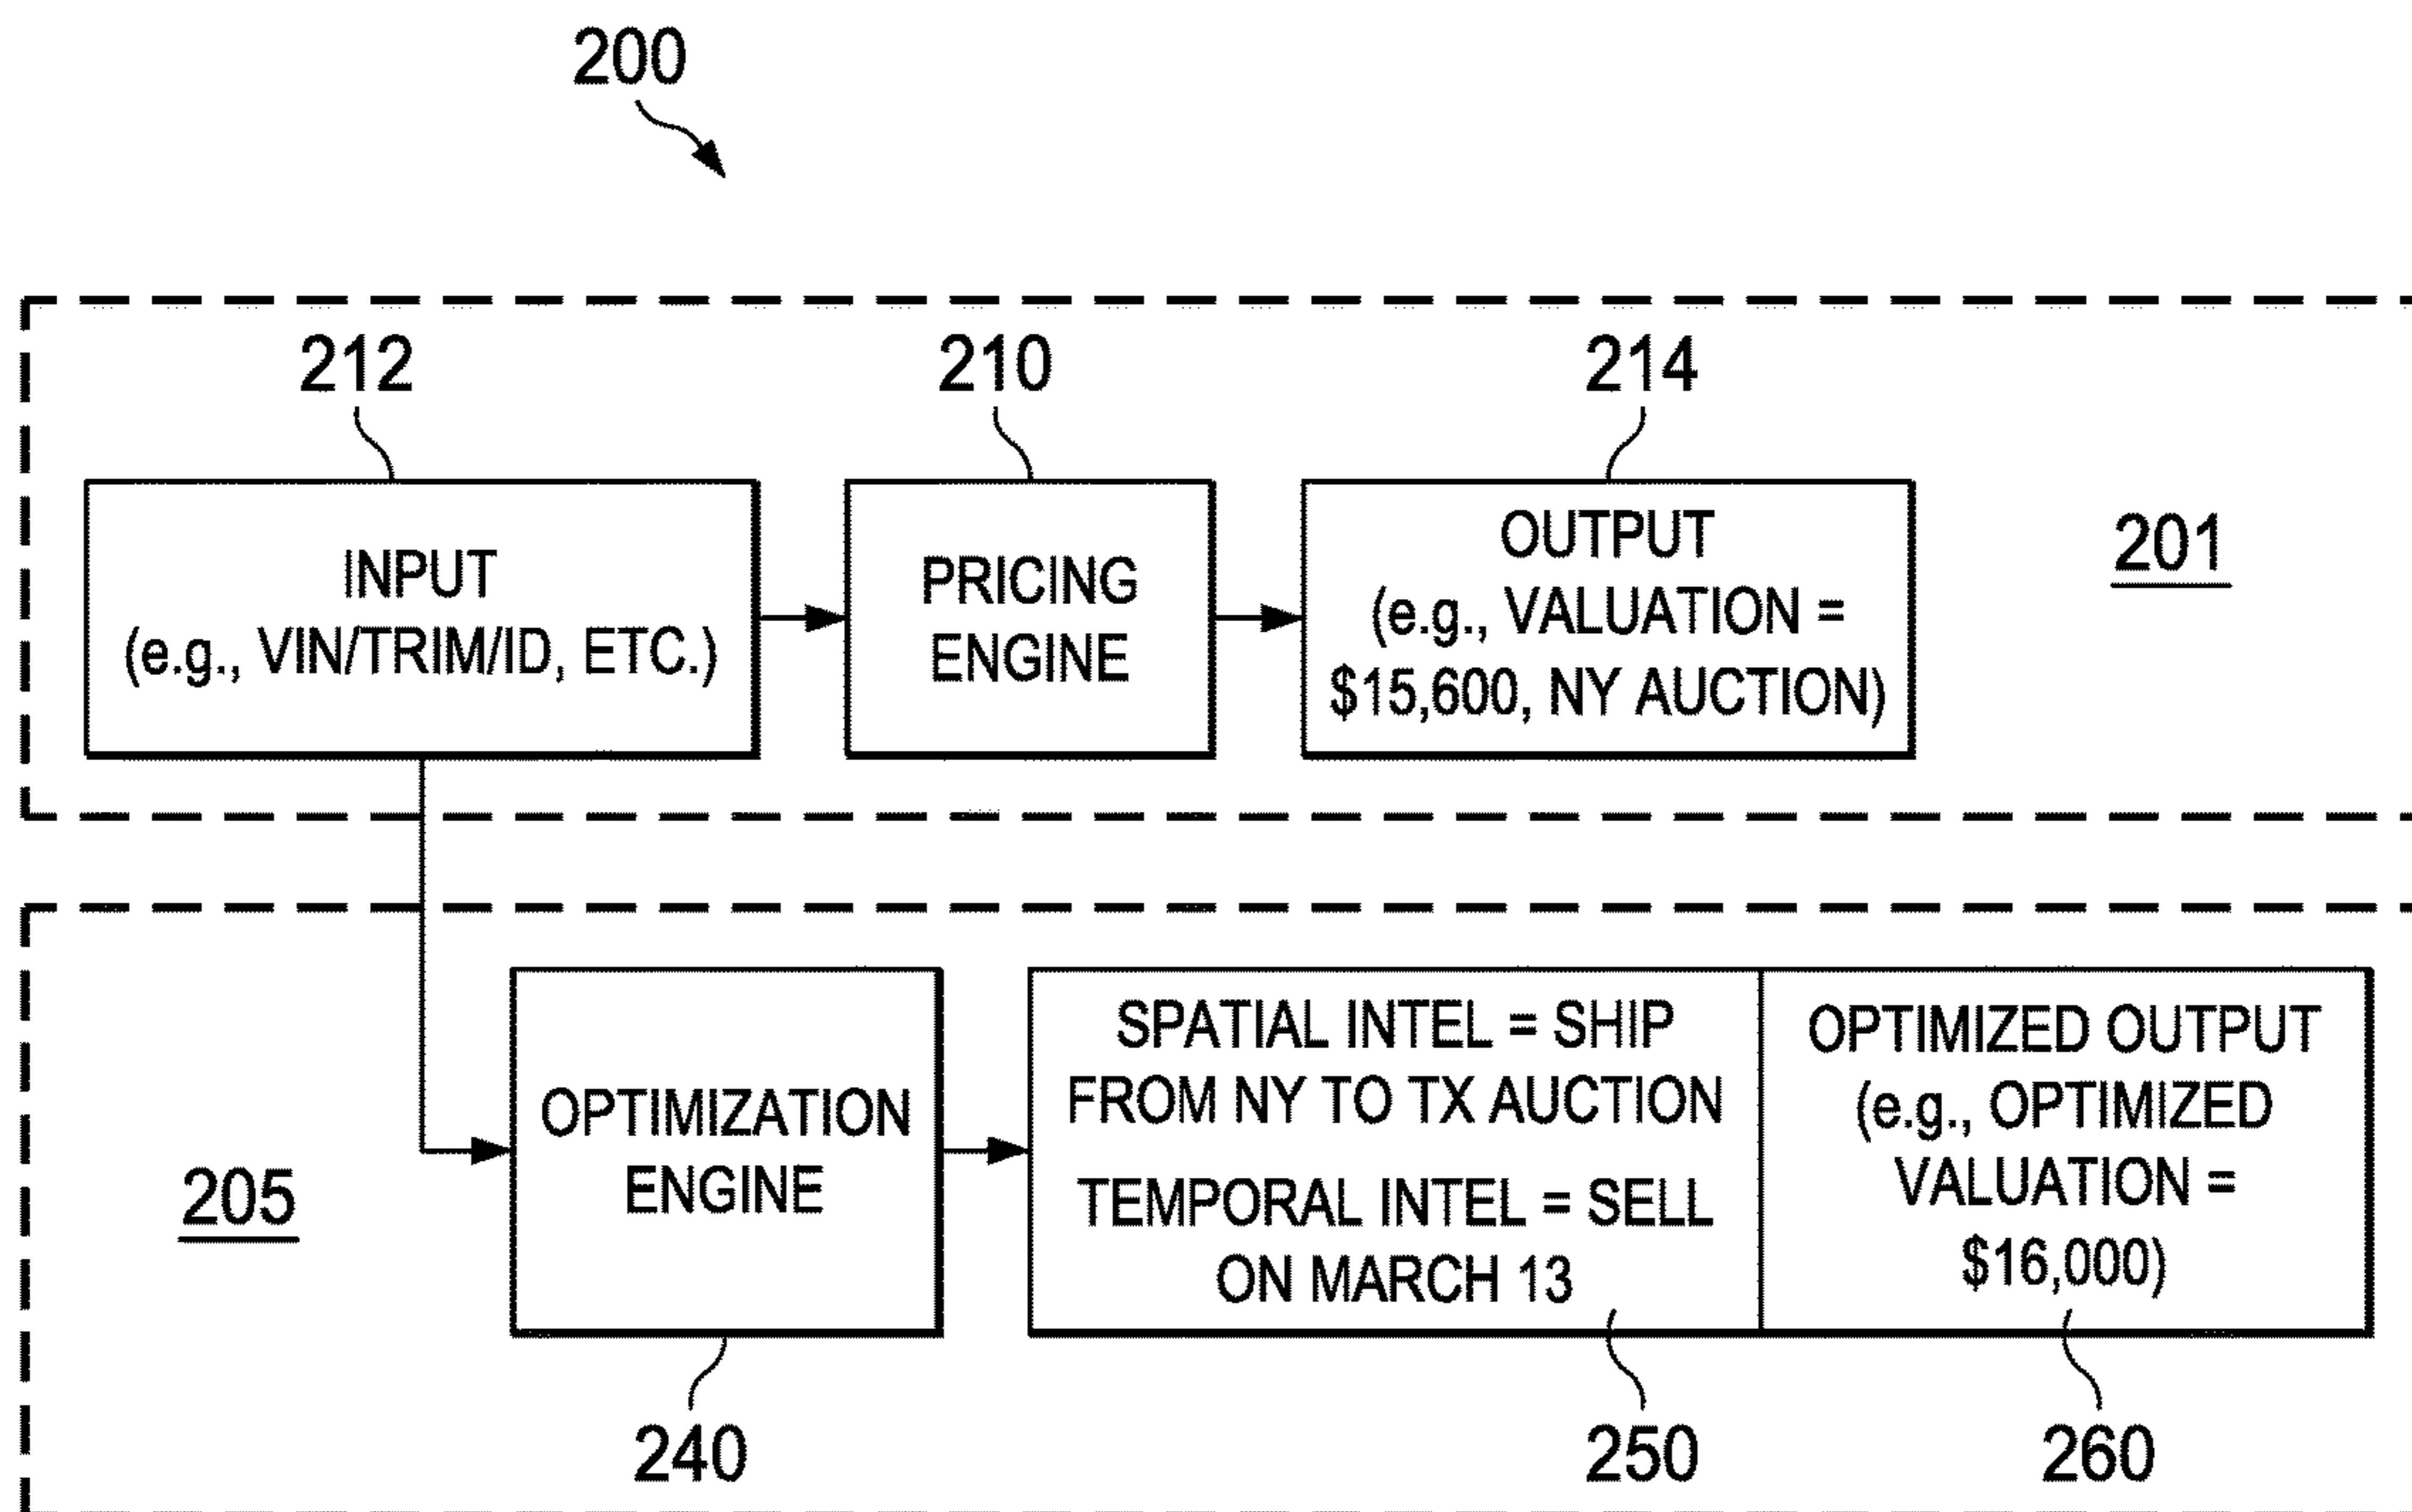 200
212
210
214
INPUT
(e.g., VIN/TRIM/ID, ETC.)
PRICING
ENGINE
OUTPUT
(e.g., VALUATION =
$15,600, NY AUCTION)
201
205
OPTIMIZATION
ENGINE
SPATIAL INTEL = SHIP
FROM NY TO TX AUCTION
TEMPORAL INTEL = SELL
ON MARCH 13
OPTIMIZED OUTPUT
(e.g., OPTIMIZED
VALUATION =
$16,000)
240
250
260